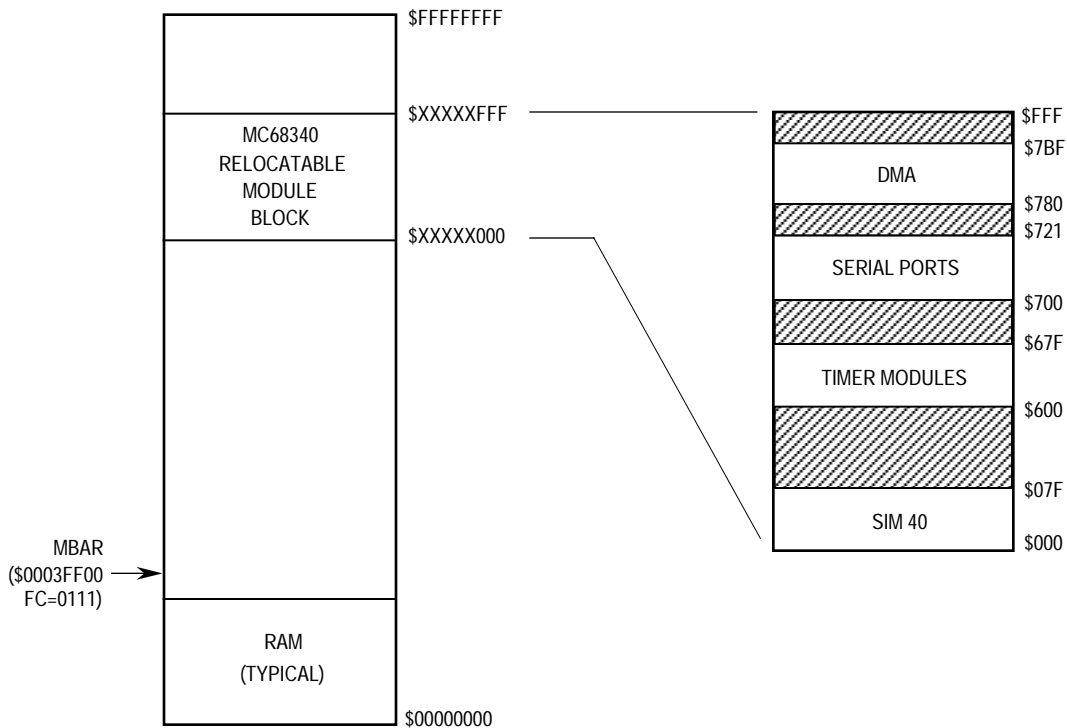 $FFFFFFFF
$XXXXXFFF
MC68340
RELOCATABLE
MODULE
BLOCK
$XXXXX000
MBAR
($0003FF00
FC=0111)
RAM
(TYPICAL)
$00000000
$FFF
$7BF
DMA
$780
$721
SERIAL PORTS
$700
$67F
TIMER MODULES
$600
$07F
SIM 40
$000